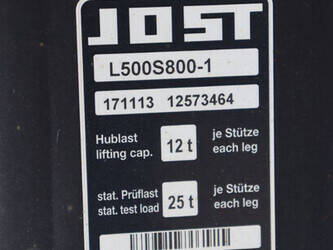 JOST
L500S800-1
171113 12573464
Hublast 12 t je Stütze
lifting cap. each leg
stat. Prüflast 25 t je Stütze
stat. test load each leg